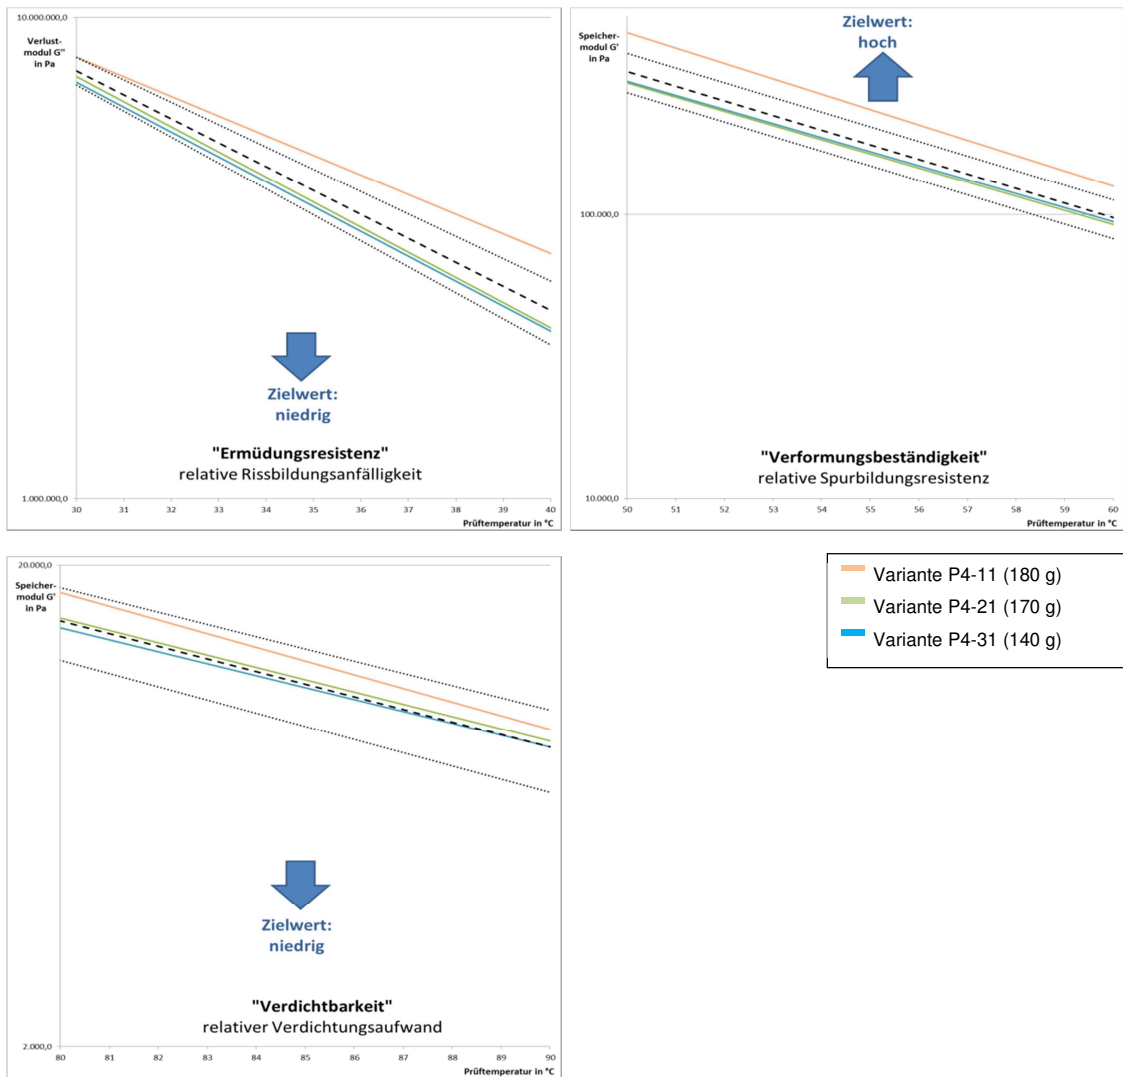 10.000.000,0
Verlust-
modul G''
in Pa
Zielwert:
niedrig
"Ermüdungsresistenz"
relative Rissbildungsanfälligkeit
1.000.000,0
30 31 32 33 34 35 36 37 38 39 40
Prüftemperatur in °C
Speicher-
modul G'
in Pa
Zielwert:
hoch
100.000,0
"Verformungsbeständigkeit"
relative Spurbildungsresistenz
10.000,0
50 51 52 53 54 55 56 57 58 59 60
Prüftemperatur in °C
20.000,0
Speicher-
modul G'
in Pa
Zielwert:
niedrig
"Verdichtbarkeit"
relativer Verdichtungsaufwand
2.000,0
80 81 82 83 84 85 86 87 88 89 90
Prüftemperatur in °C
Variante P4-11 (180 g)
Variante P4-21 (170 g)
Variante P4-31 (140 g)